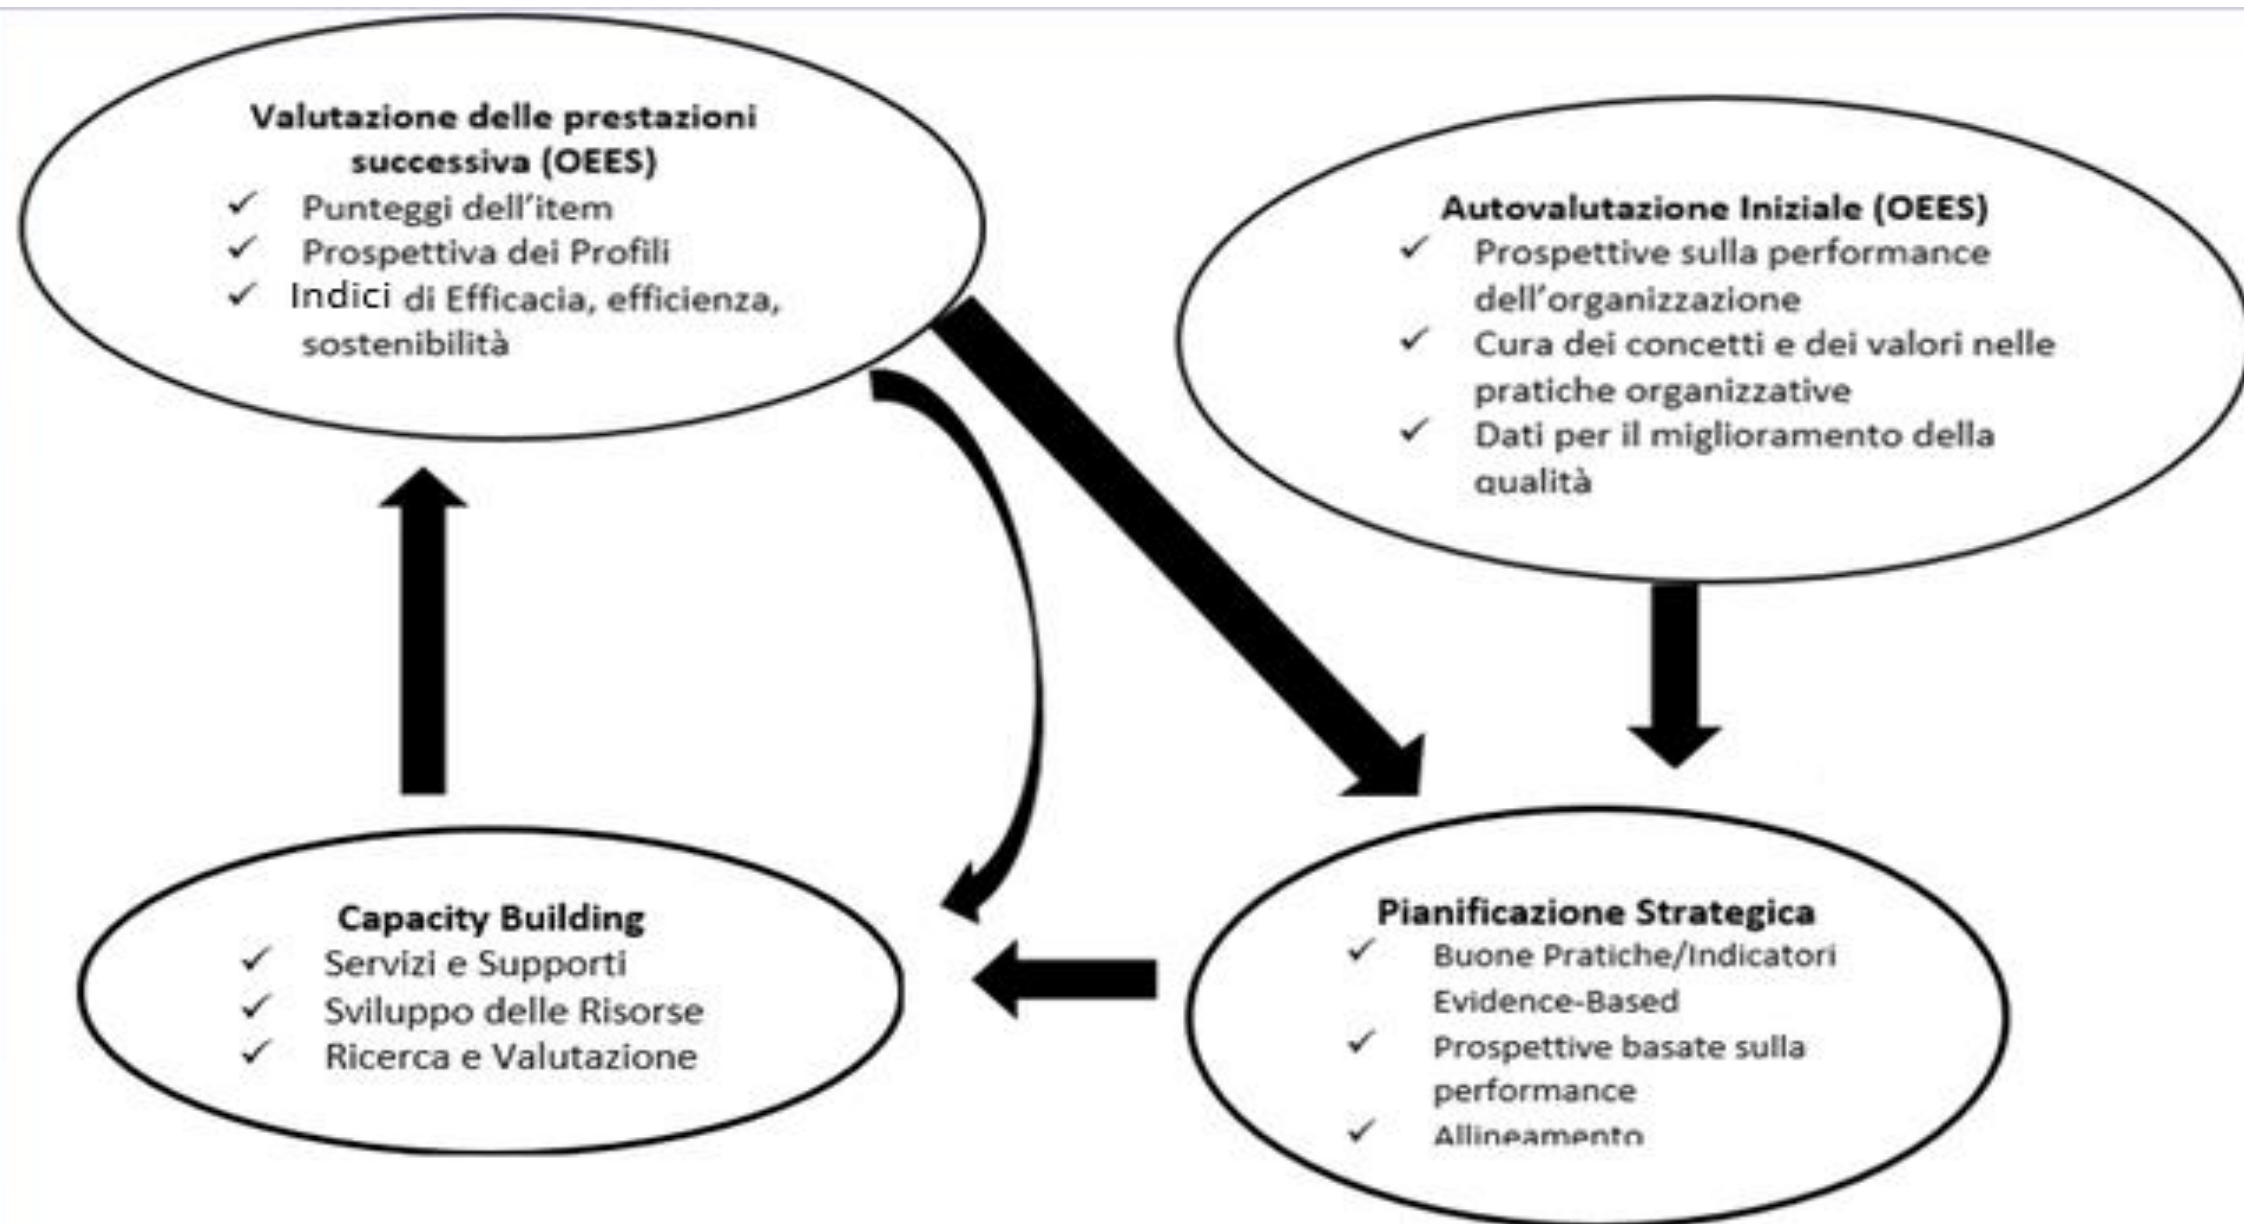 Valutazione delle prestazioni
successiva (OEES)
✓ Punteggi dell'item
✓ Prospettiva dei Profili
✓ Indici di Efficacia, efficienza,
sostenibilità
Autovalutazione Iniziale (OEES)
✓ Prospettive sulla performance
dell'organizzazione
✓ Cura dei concetti e dei valori nelle
pratiche organizzative
✓ Dati per il miglioramento della
qualità
Capacity Building
✓ Servizi e Supporti
✓ Sviluppo delle Risorse
✓ Ricerca e Valutazione
Pianificazione Strategica
✓ Buone Pratiche/Indicatori
Evidence-Based
✓ Prospettive basate sulla
performance
✓ Allineamento